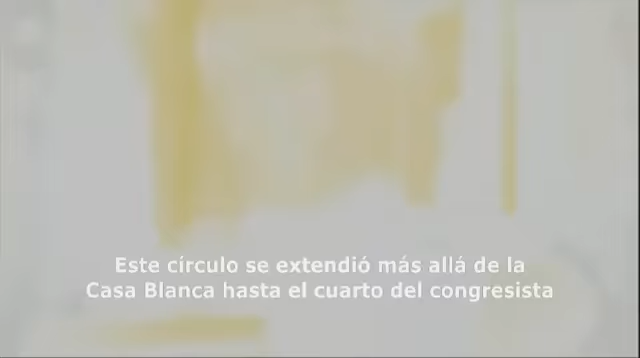 Este círculo se extendió más allá de la
Casa Blanca hasta el cuarto del congresista